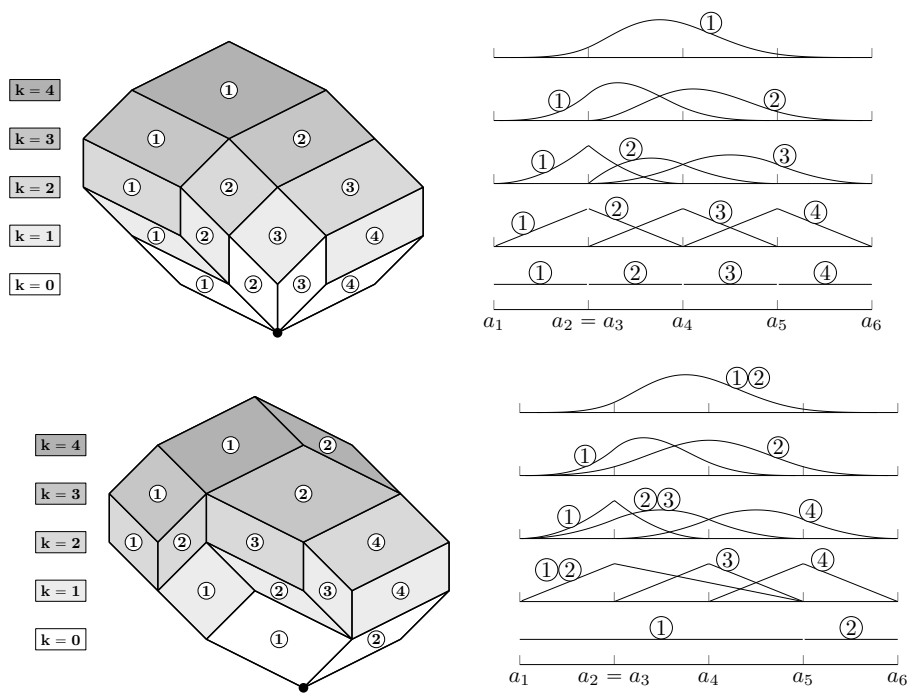 ①
k = 4 ① ① ②
k = 3 ① ②
① ② ③
k = 2 ① ② ③
① ② ③ ④
k = 1 ① ② ③ ④
k = 0 ① ② ③ ④ ① ② ③ ④
a₁ a₂ = a₃ a₄ a₅ a₆
①②
k = 4 ① ②
① ②
k = 3 ① ②
① ②③ ④
k = 2 ① ② ③ ④
①② ③ ④
k = 1 ① ② ③ ④
k = 0 ① ② ① ②
a₁ a₂ = a₃ a₄ a₅ a₆